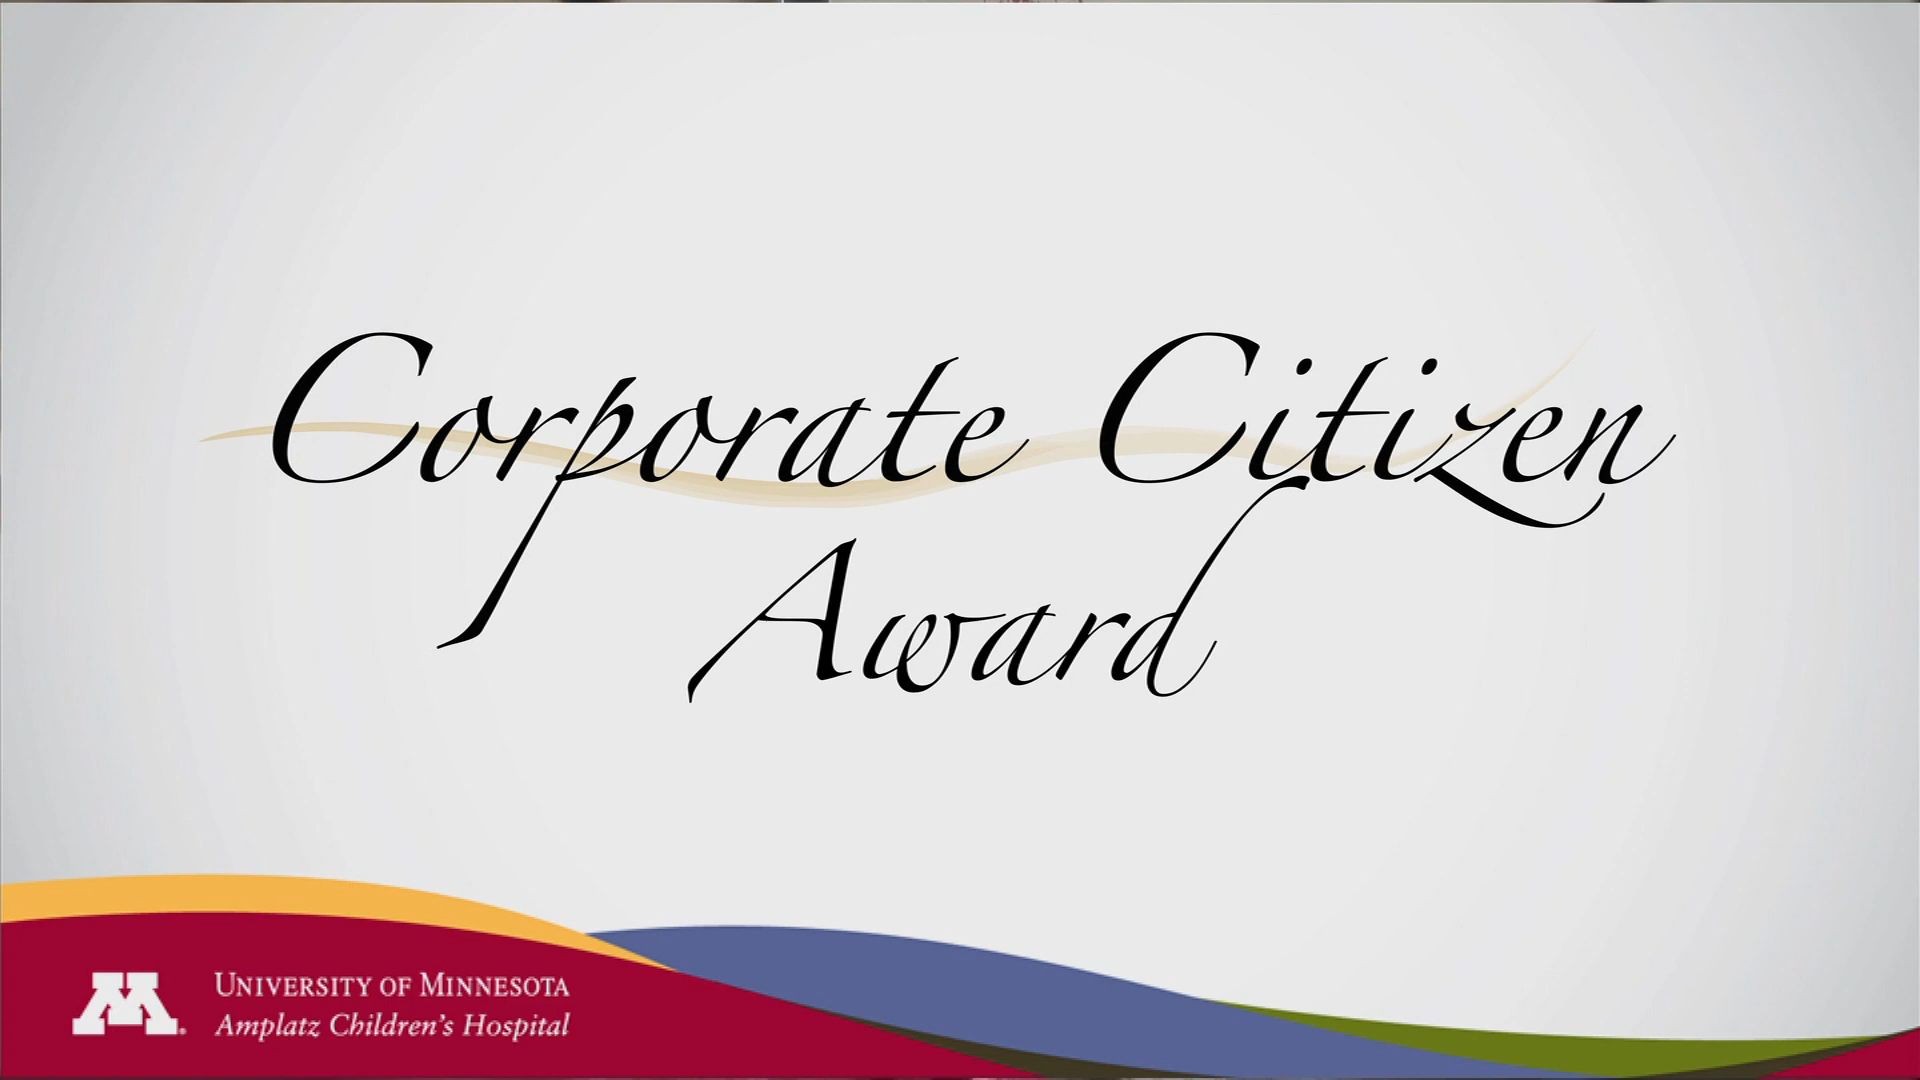 Corporate Citizen
Award
UNIVERSITY OF MINNESOTA
Amplatz Children's Hospital